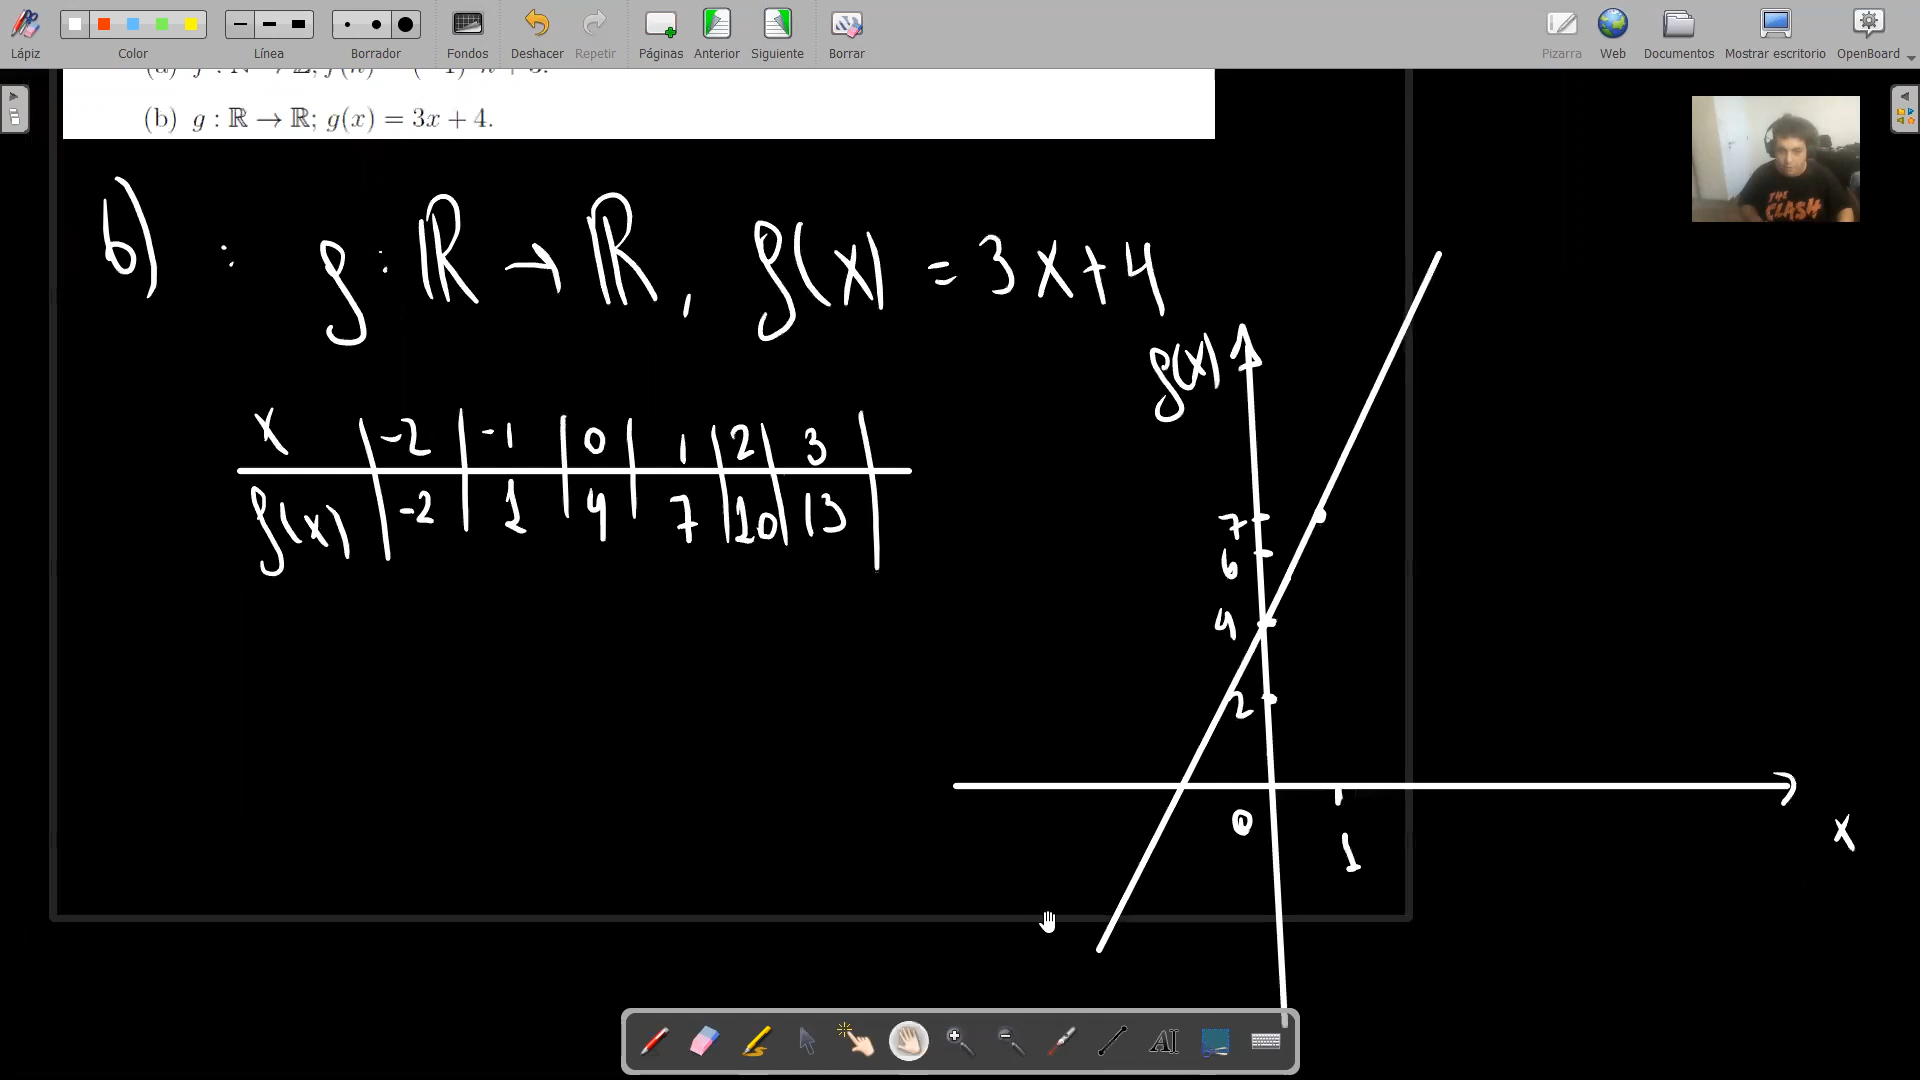 Lápiz Color Línea Borrador Fondos Deshacer Repetir Páginas Anterior Siguiente Borrar Pizarra Web Documentos Mostrar escritorio OpenBoard
(b) g : ℝ → ℝ; g(x) = 3x + 4.
b) : g : ℝ → ℝ, g(x) = 3x+4
x | -2 | -1 | 0 | 1 | 2 | 3 |
g(x) | -2 | 1 | 4 | 7 | 10 | 13 |
g(x)
7
6
4
2
0
1
x
THE
CLASH